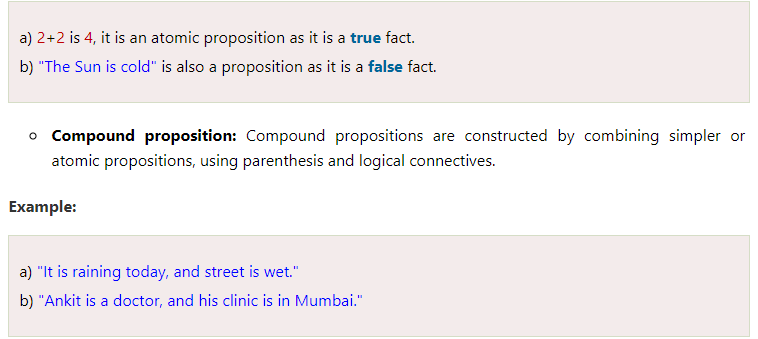 a) 2+2 is 4, it is an atomic proposition as it is a true fact.
b) "The Sun is cold" is also a proposition as it is a false fact.
Compound proposition: Compound propositions are constructed by combining simpler or
atomic propositions, using parenthesis and logical connectives.
Example:
a) "It is raining today, and street is wet."
b) "Ankit is a doctor, and his clinic is in Mumbai."